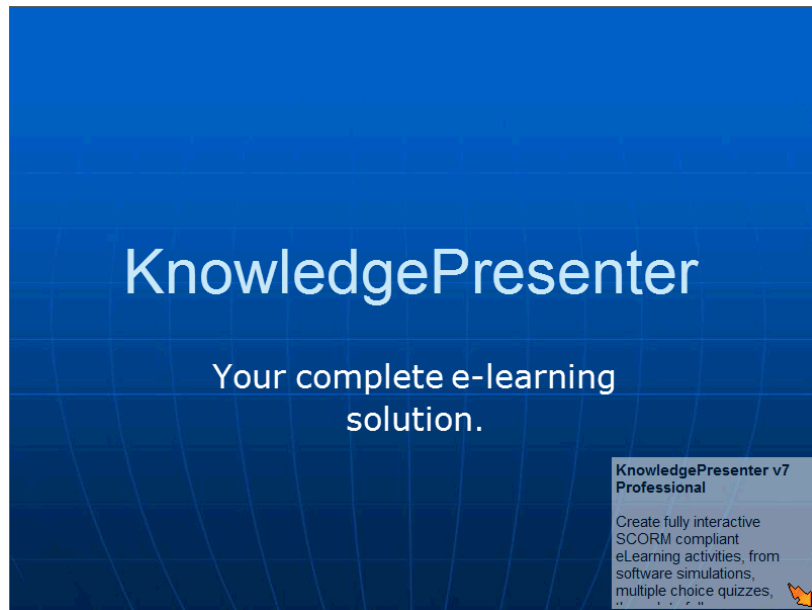 KnowledgePresenter
Your complete e-learning
solution.
KnowledgePresenter v7
Professional
Create fully interactive
SCORM compliant
eLearning activities, from
software simulations,
multiple choice quizzes,